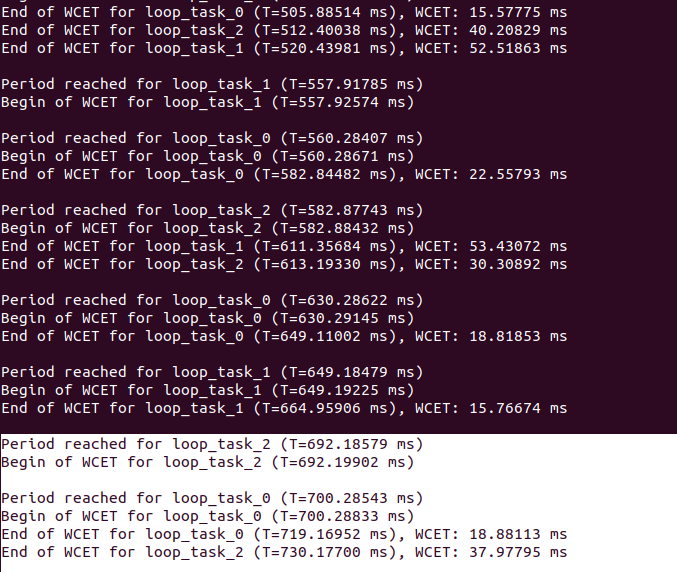 End of WCET for loop_task_0 (T=505.88514 ms), WCET: 15.57775 ms
End of WCET for loop_task_2 (T=512.40038 ms), WCET: 40.20829 ms
End of WCET for loop_task_1 (T=520.43981 ms), WCET: 52.51863 ms
Period reached for loop_task_1 (T=557.91785 ms)
Begin of WCET for loop_task_1 (T=557.92574 ms)
Period reached for loop_task_0 (T=560.28407 ms)
Begin of WCET for loop_task_0 (T=560.28671 ms)
End of WCET for loop_task_0 (T=582.84482 ms), WCET: 22.55793 ms
Period reached for loop_task_2 (T=582.87743 ms)
Begin of WCET for loop_task_2 (T=582.88432 ms)
End of WCET for loop_task_1 (T=611.35684 ms), WCET: 53.43072 ms
End of WCET for loop_task_2 (T=613.19330 ms), WCET: 30.30892 ms
Period reached for loop_task_0 (T=630.28622 ms)
Begin of WCET for loop_task_0 (T=630.29145 ms)
End of WCET for loop_task_0 (T=649.11002 ms), WCET: 18.81853 ms
Period reached for loop_task_1 (T=649.18479 ms)
Begin of WCET for loop_task_1 (T=649.19225 ms)
End of WCET for loop_task_1 (T=664.95906 ms), WCET: 15.76674 ms
Period reached for loop_task_2 (T=692.18579 ms)
Begin of WCET for loop_task_2 (T=692.19902 ms)
Period reached for loop_task_0 (T=700.28543 ms)
Begin of WCET for loop_task_0 (T=700.28833 ms)
End of WCET for loop_task_0 (T=719.16952 ms), WCET: 18.88113 ms
End of WCET for loop_task_2 (T=730.17700 ms), WCET: 37.97795 ms